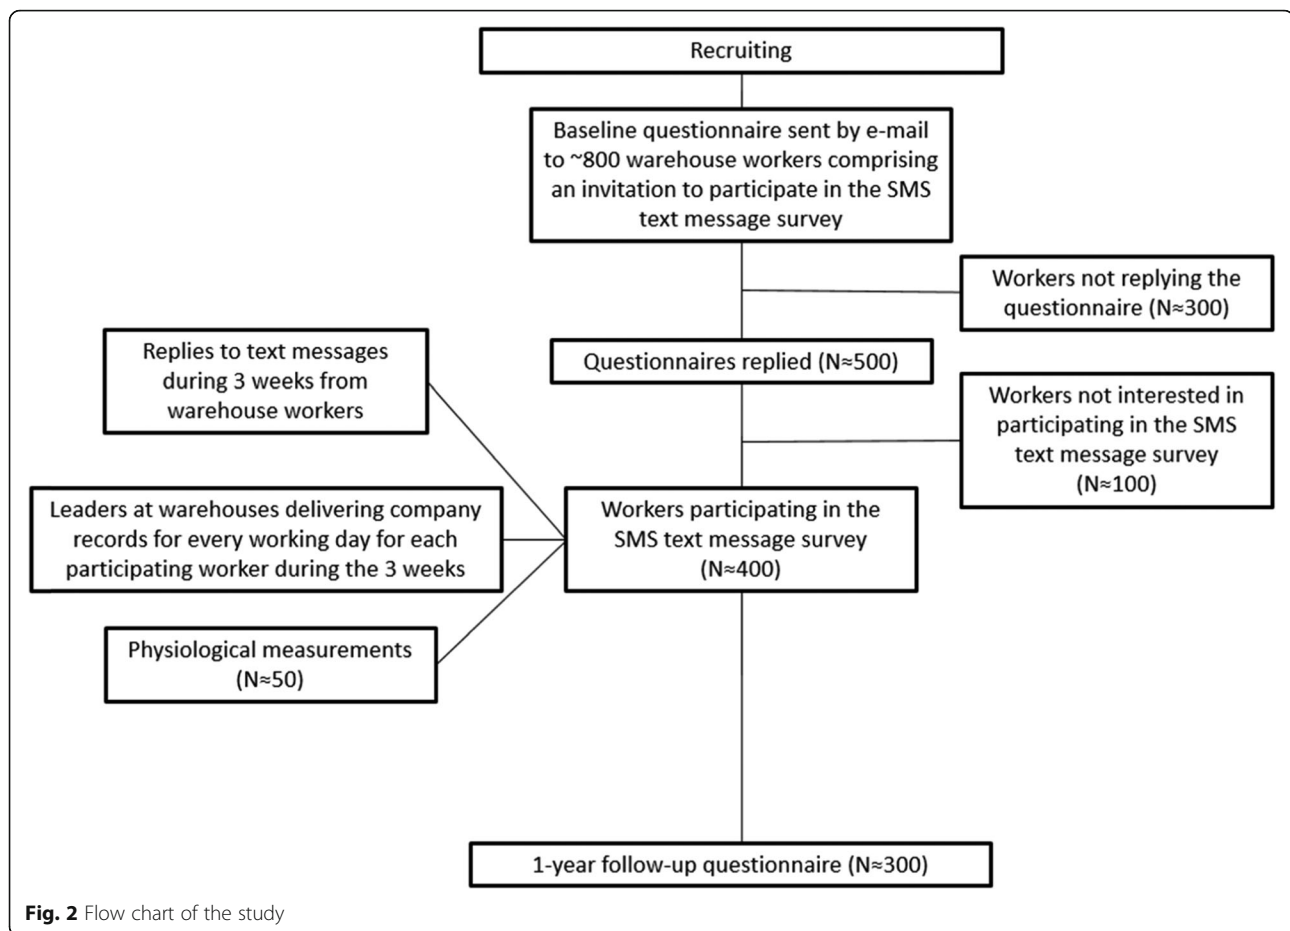 Recruiting
Baseline questionnaire sent by e-mail
to ~800 warehouse workers comprising
an invitation to participate in the SMS
text message survey
Workers not replying the
questionnaire (N≈300)
Replies to text messages
during 3 weeks from
warehouse workers
Questionnaires replied (N≈500)
Workers not interested in
participating in the SMS
text message survey
(N≈100)
Leaders at warehouses delivering company
records for every working day for each
participating worker during the 3 weeks
Workers participating in the
SMS text message survey
(N≈400)
Physiological measurements
(N≈50)
1-year follow-up questionnaire (N≈300)
Fig. 2 Flow chart of the study